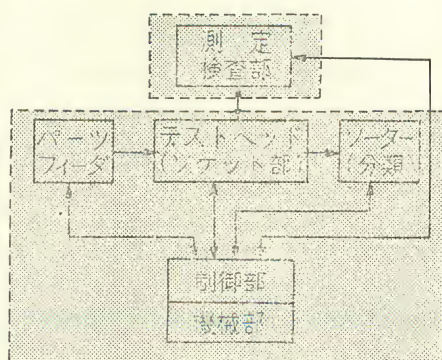 測定
検査部
パーツ
フィーダ
テストヘッド
(ソケット部)
ソーター
(分類)
制御部
機械部